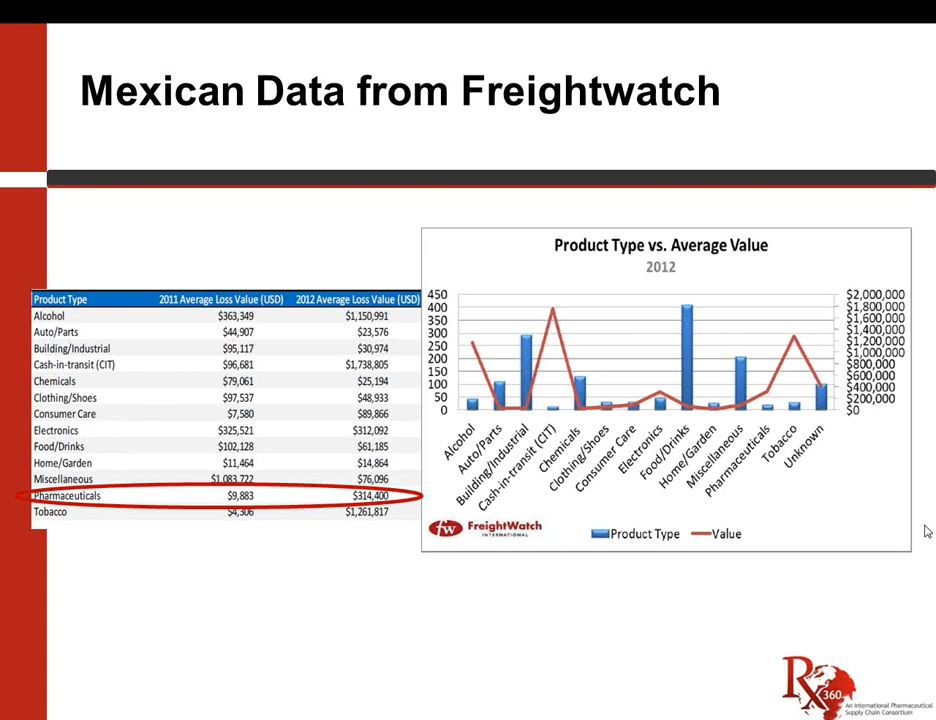 Mexican Data from Freightwatch
Product Type 2011 Average Loss Value (USD) 2012 Average Loss Value (USD)
Alcohol $363,349 $1,150,991
Auto/Parts $44,907 $23,576
Building/Industrial $95,117 $30,974
Cash-in-transit (CIT) $96,681 $1,738,805
Chemicals $79,061 $25,194
Clothing/Shoes $97,537 $48,933
Consumer Care $7,580 $89,866
Electronics $325,521 $312,092
Food/Drinks $102,128 $61,185
Home/Garden $11,464 $14,864
Miscellaneous $1,083,722 $76,096
Pharmaceuticals $9,883 $314,400
Tobacco $4,306 $1,261,817
Product Type vs. Average Value
2012
450
400
350
300
250
200
150
100
50
0
$2,000,000
$1,800,000
$1,600,000
$1,400,000
$1,200,000
$1,000,000
$800,000
$600,000
$400,000
$200,000
$0
Alcohol
Auto/Parts
Building/Industrial
Cash-in-transit (CIT)
Chemicals
Clothing/Shoes
Consumer Care
Electronics
Food/Drinks
Home/Garden
Miscellaneous
Pharmaceuticals
Tobacco
Unknown
fw FreightWatch
INTERNATIONAL
Product Type Value
Rx
360
An International Pharmaceutical
Supply Chain Consortium